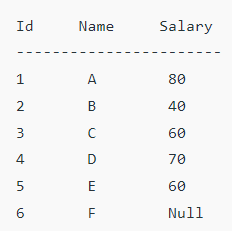 Id Name Salary
-----------------------
1 A 80
2 B 40
3 C 60
4 D 70
5 E 60
6 F Null